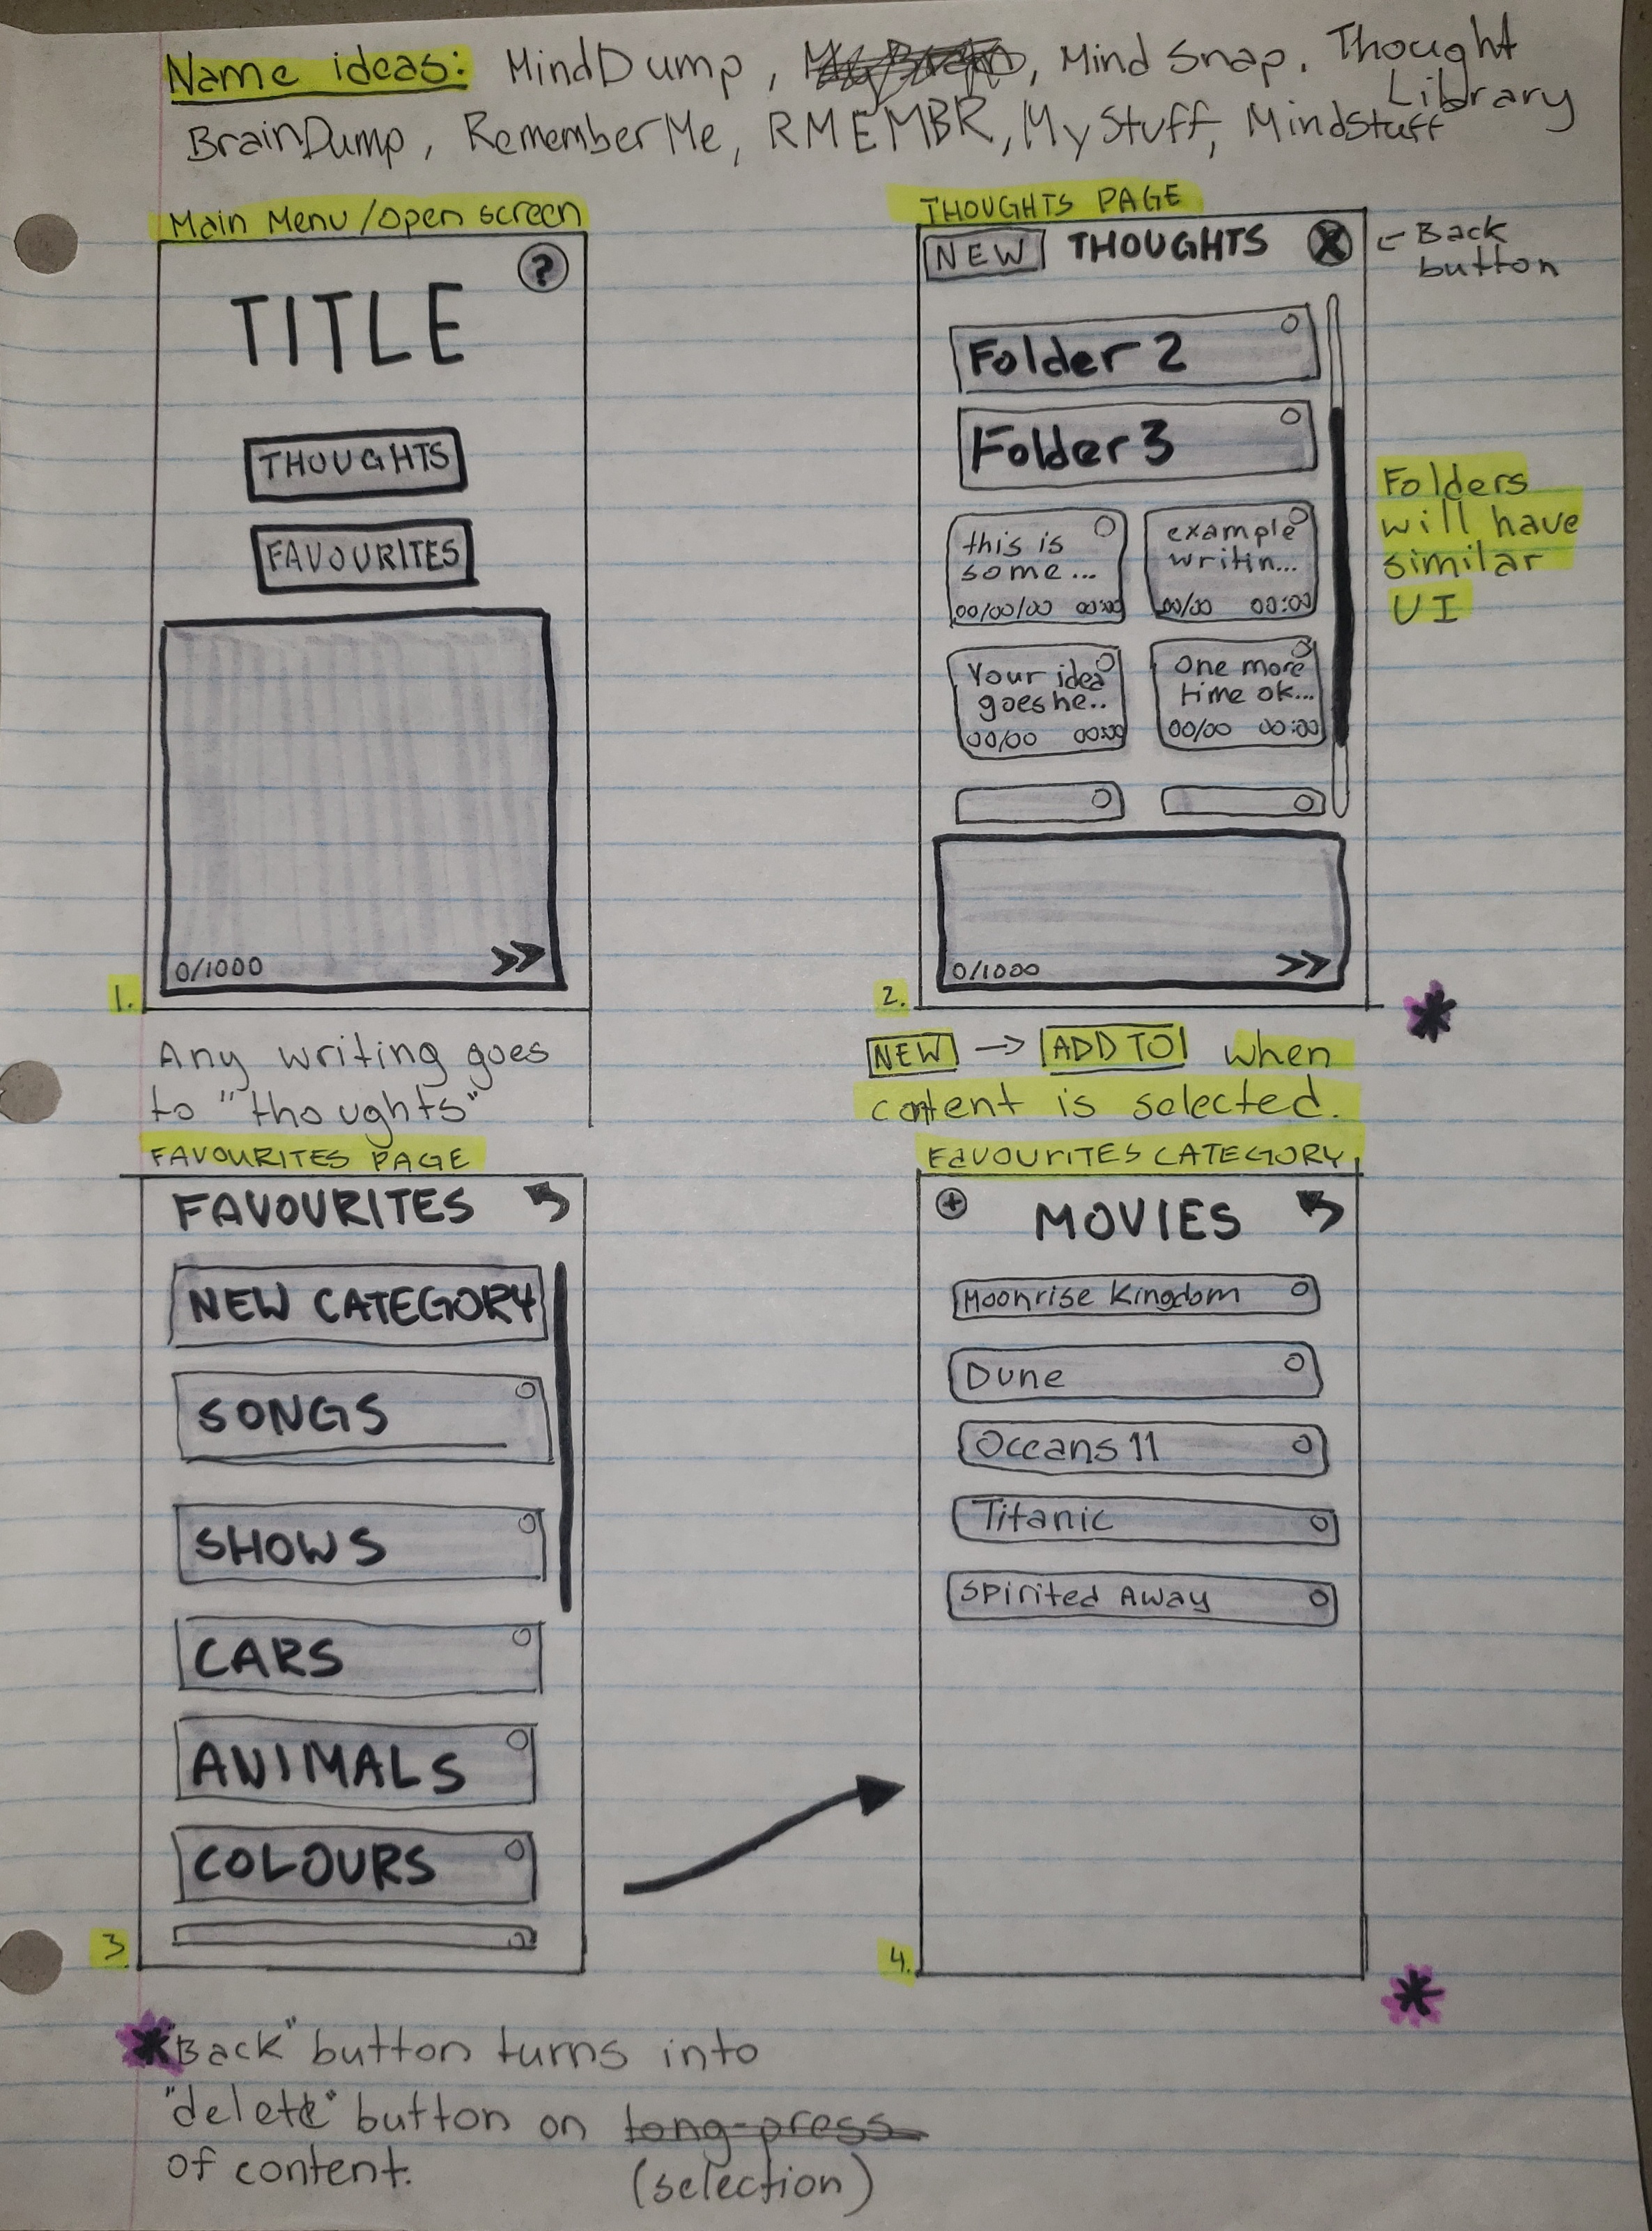 Name ideas: MindDump, My Brain, Mind Snap. Thought Library
BrainDump, RememberMe, RMEMBR, MyStuff, Mindstuff
Main Menu/open screen
?
TITLE
THOUGHTS
FAVOURITES
0/1000 >>
1.
Any writing goes
to "thoughts"
THOUGHTS PAGE
NEW THOUGHTS X
← Back
button
Folder 2
Folder 3
this is
some...
00/00/00 00:00
example
writin...
00/00 00:00
Your idea
goes he..
00/00 00:00
One more
time ok...
00/00 00:00
Folders
will have
similar
UI
0/1000 >>
2.
*
NEW → ADD TO when
content is selected.
FAVOURITES PAGE
FAVOURITES
NEW CATEGORY
SONGS
SHOWS
CARS
ANIMALS
COLOURS
3
FAVOURITES CATEGORY
+ MOVIES
Moonrise Kingdom
Dune
Oceans 11
Titanic
Spirited Away
4.
*
*"Back" button turns into
"delete" button on long-press
of content. (selection)